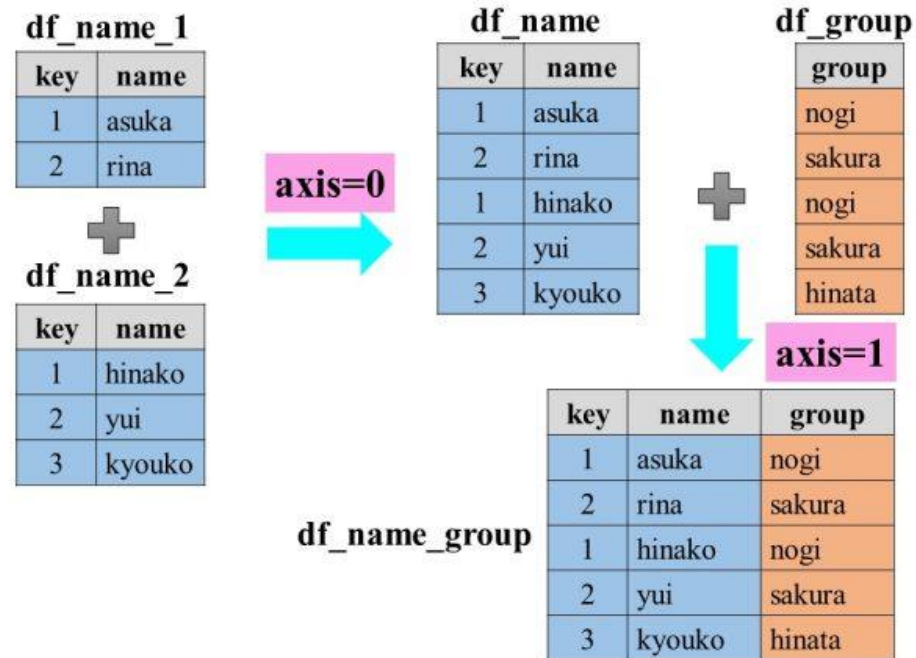 df_name_1
key name
1 asuka
2 rina
df_name_2
key name
1 hinako
2 yui
3 kyouko
axis=0
df_name
key name
1 asuka
2 rina
1 hinako
2 yui
3 kyouko
df_group
group
nogi
sakura
nogi
sakura
hinata
axis=1
df_name_group
key name group
1 asuka nogi
2 rina sakura
1 hinako nogi
2 yui sakura
3 kyouko hinata